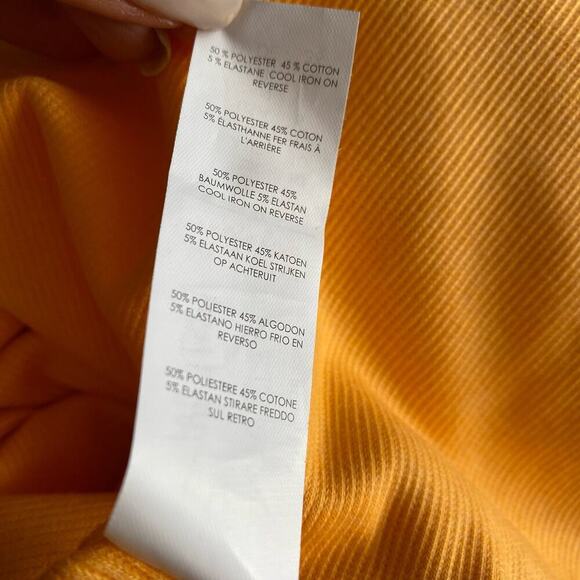 50 % POLYESTER 45 % COTTON
5 % ELASTANE COOL IRON ON
REVERSE
50% POLYESTER 45% COTON
5% ÉLASTHANNE FER FRAIS À
L'ARRIÈRE
50% POLYESTER 45%
BAUMWOLLE 5% ELASTAN
COOL IRON ON REVERSE
50% POLYESTER 45% KATOEN
5% ELASTAAN KOEL STRIJKEN
OP ACHTERUIT
50% POLIESTER 45% ALGODON
5% ELASTANO HIERRO FRIO EN
REVERSO
50% POLIESTERE 45% COTONE
5% ELASTAN STIRARE FREDDO
SUL RETRO